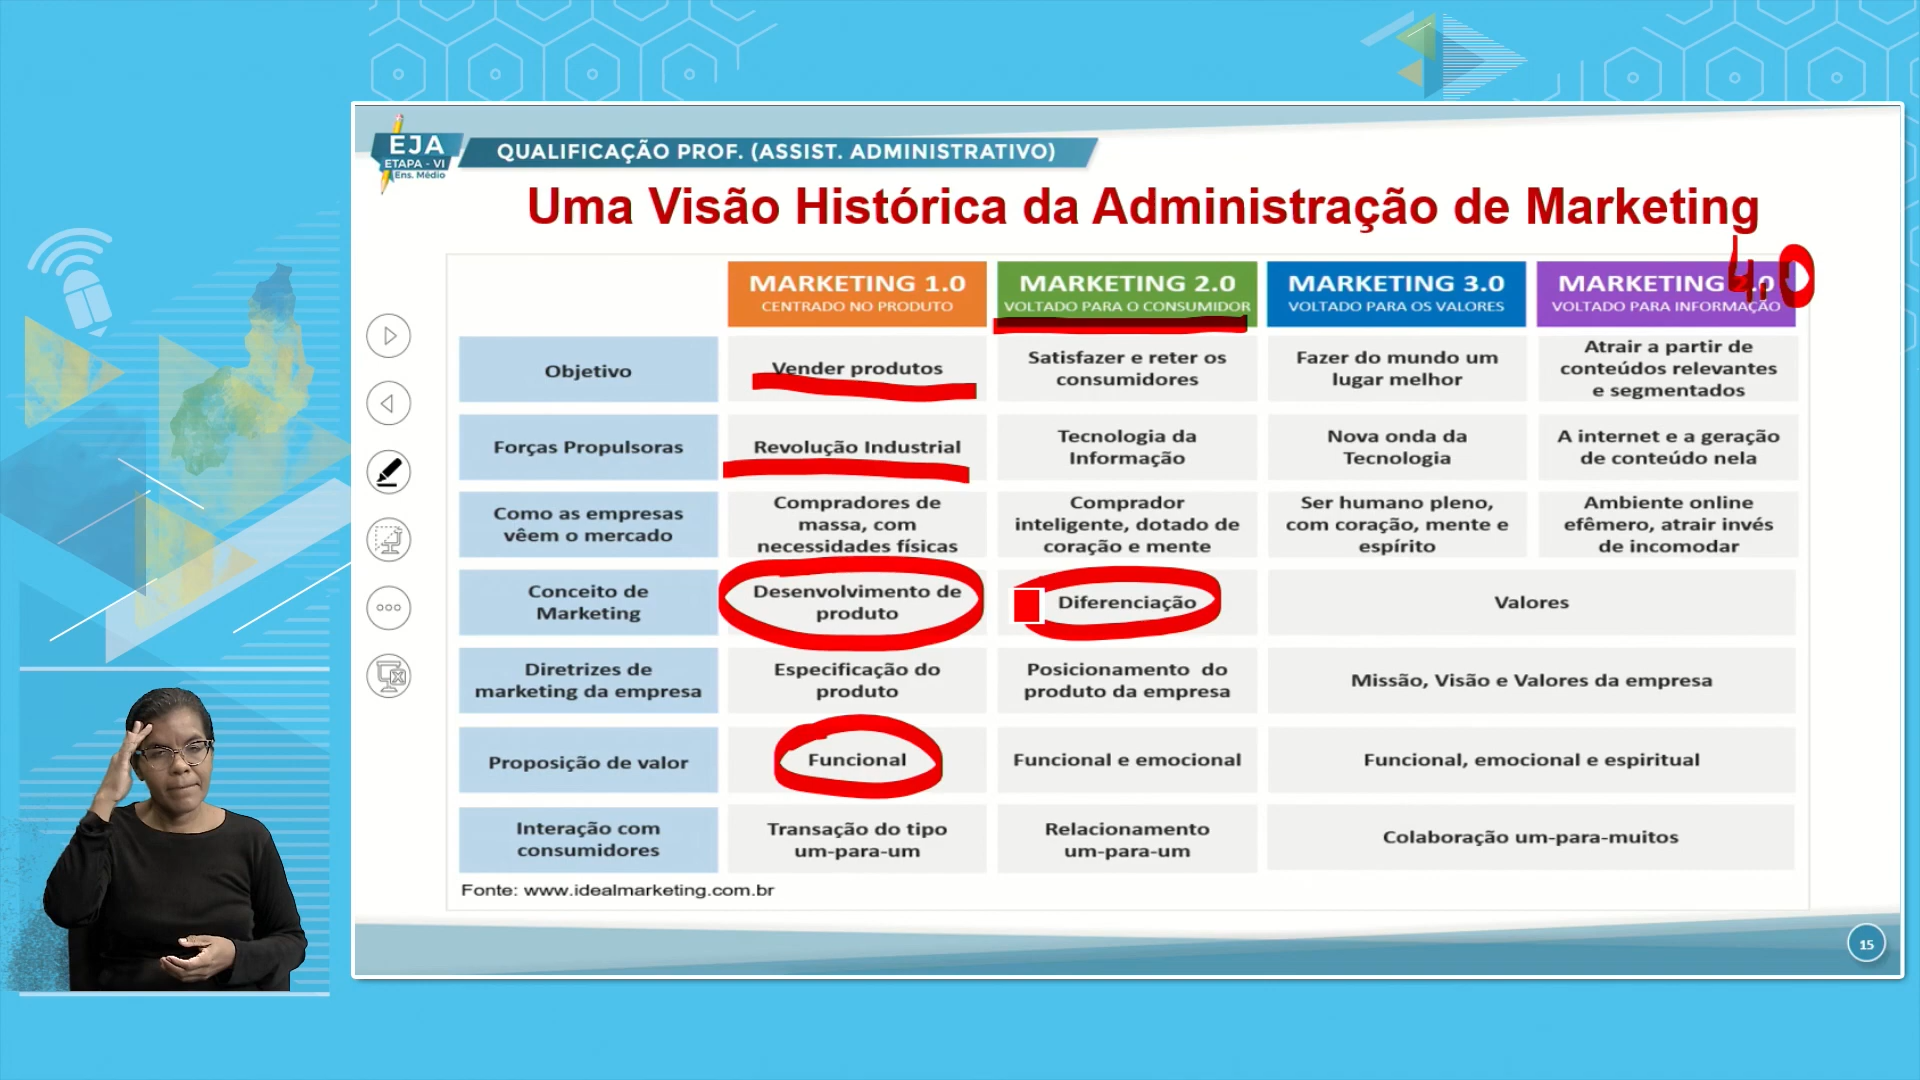 EJA
ETAPA - VI
Ens. Médio
QUALIFICAÇÃO PROF. (ASSIST. ADMINISTRATIVO)
Uma Visão Histórica da Administração de Marketing
MARKETING 1.0
CENTRADO NO PRODUTO
MARKETING 2.0
VOLTADO PARA O CONSUMIDOR
MARKETING 3.0
VOLTADO PARA OS VALORES
MARKETING
4.0
VOLTADO PARA INFORMAÇÃO
Objetivo
Vender produtos
Satisfazer e reter os
consumidores
Fazer do mundo um
lugar melhor
Atrair a partir de
conteúdos relevantes
e segmentados
Forças Propulsoras
Revolução Industrial
Tecnologia da
Informação
Nova onda da
Tecnologia
A internet e a geração
de conteúdo nela
Como as empresas
vêem o mercado
Compradores de
massa, com
necessidades físicas
Comprador
inteligente, dotado de
coração e mente
Ser humano pleno,
com coração, mente e
espírito
Ambiente online
efêmero, atrair invés
de incomodar
Conceito de
Marketing
Desenvolvimento de
produto
Diferenciação
Valores
Diretrizes de
marketing da empresa
Especificação do
produto
Posicionamento do
produto da empresa
Missão, Visão e Valores da empresa
Proposição de valor
Funcional
Funcional e emocional
Funcional, emocional e espiritual
Interação com
consumidores
Transação do tipo
um-para-um
Relacionamento
um-para-um
Colaboração um-para-muitos
Fonte: www.idealmarketing.com.br
15